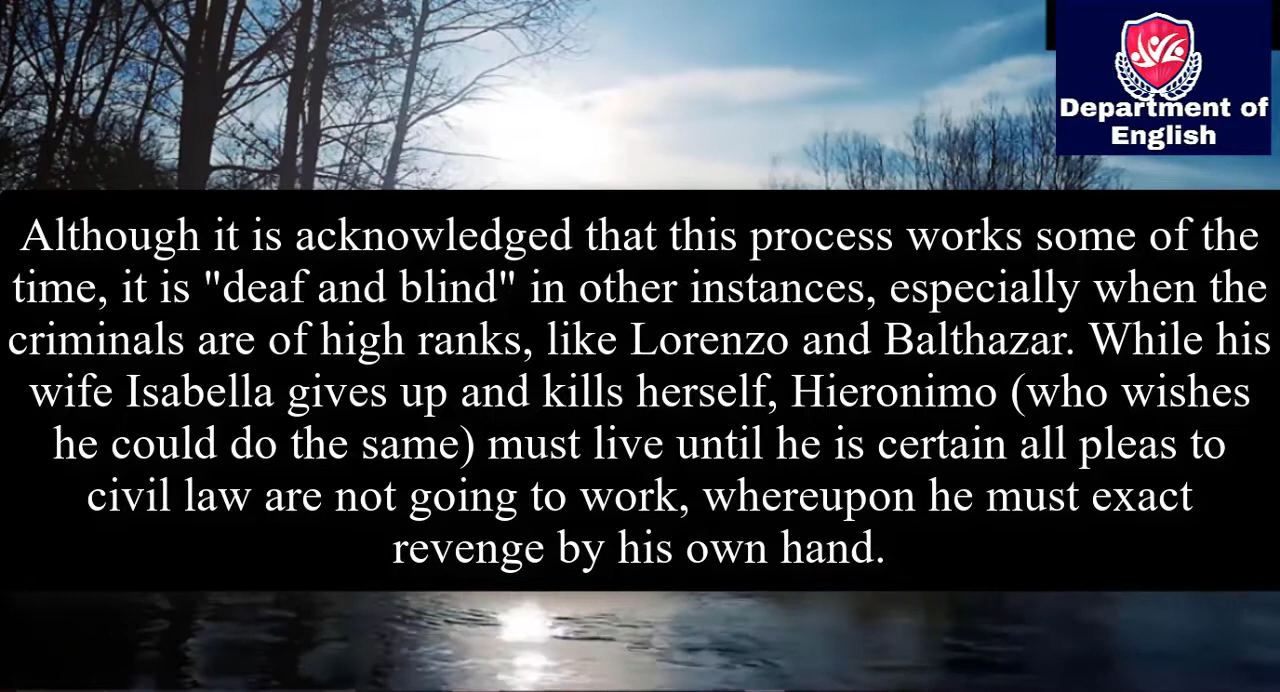 Department of
English
Although it is acknowledged that this process works some of the
time, it is "deaf and blind" in other instances, especially when the
criminals are of high ranks, like Lorenzo and Balthazar. While his
wife Isabella gives up and kills herself, Hieronimo (who wishes
he could do the same) must live until he is certain all pleas to
civil law are not going to work, whereupon he must exact
revenge by his own hand.